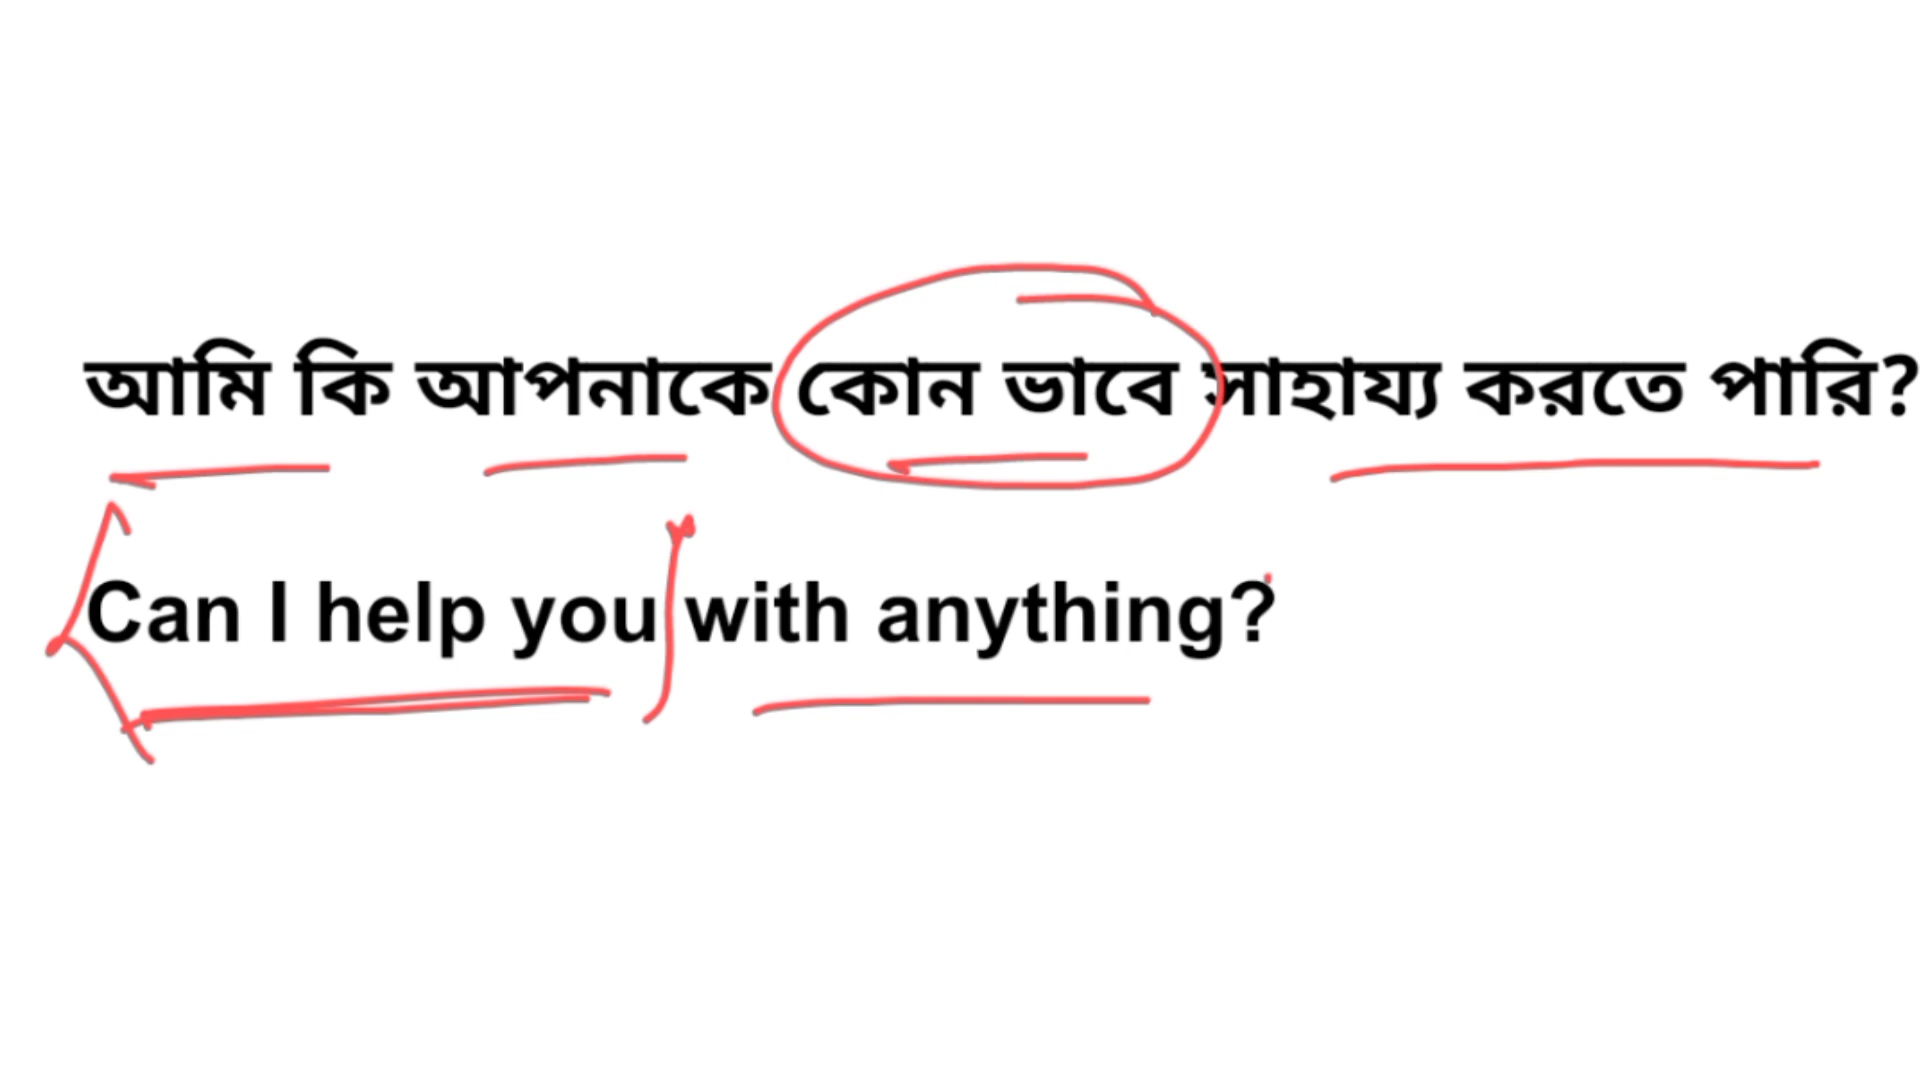 আমি কি আপনাকে কোন ভাবে সাহায্য করতে পারি?
Can I help you with anything?